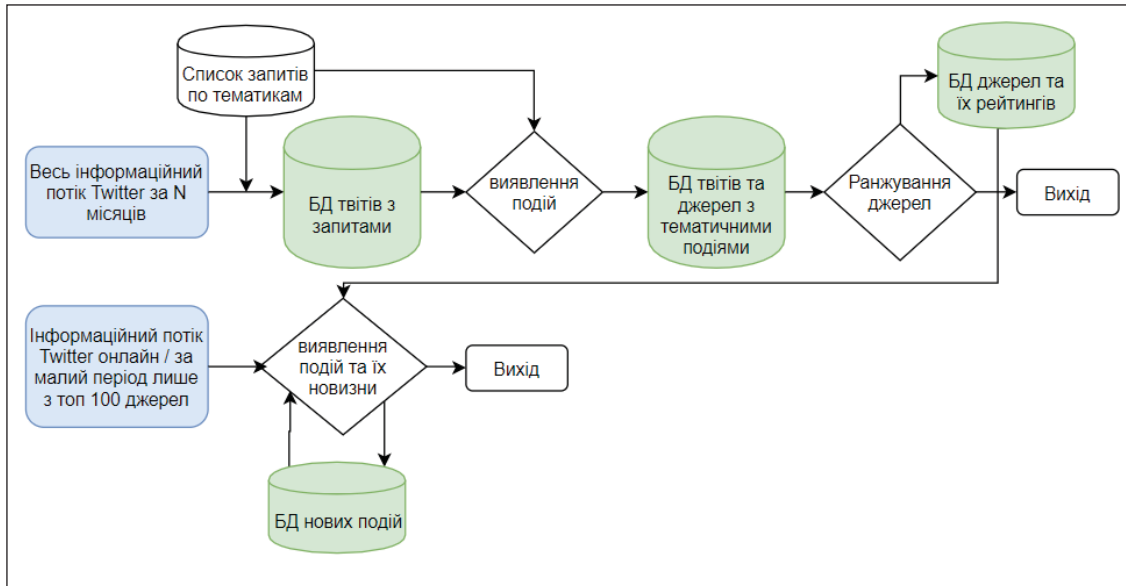 Список запитів
по тематикам
БД джерел та
їх рейтингів
Весь інформаційний
потік Twitter за N
місяців
БД твітів з
запитами
виявлення
подій
БД твітів та
джерел з
тематичними
подіями
Ранжування
джерел
Вихід
Інформаційний потік
Twitter онлайн / за
малий період лише
з топ 100 джерел
виявлення
подій та їх
новизни
Вихід
БД нових подій